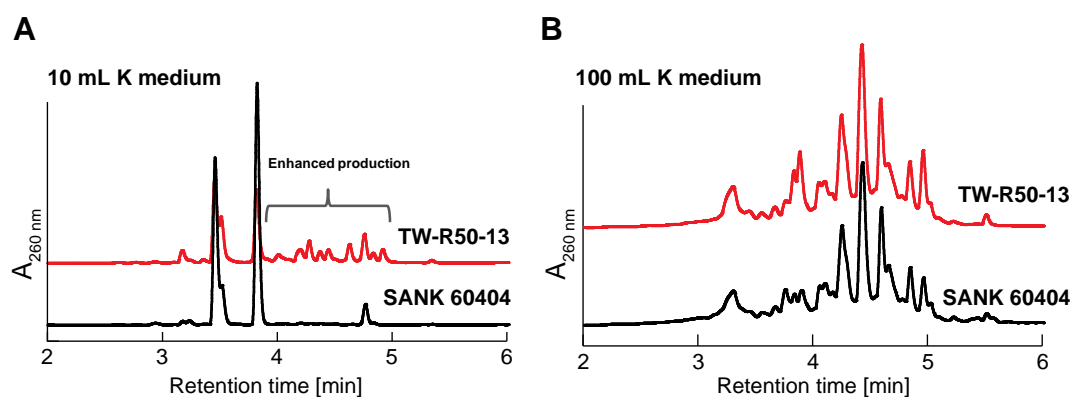 A
10 mL K medium
Enhanced production
TW-R50-13
SANK 60404
A260 nm
2 3 4 5 6
Retention time [min]
B
100 mL K medium
TW-R50-13
SANK 60404
A260 nm
2 3 4 5 6
Retention time [min]